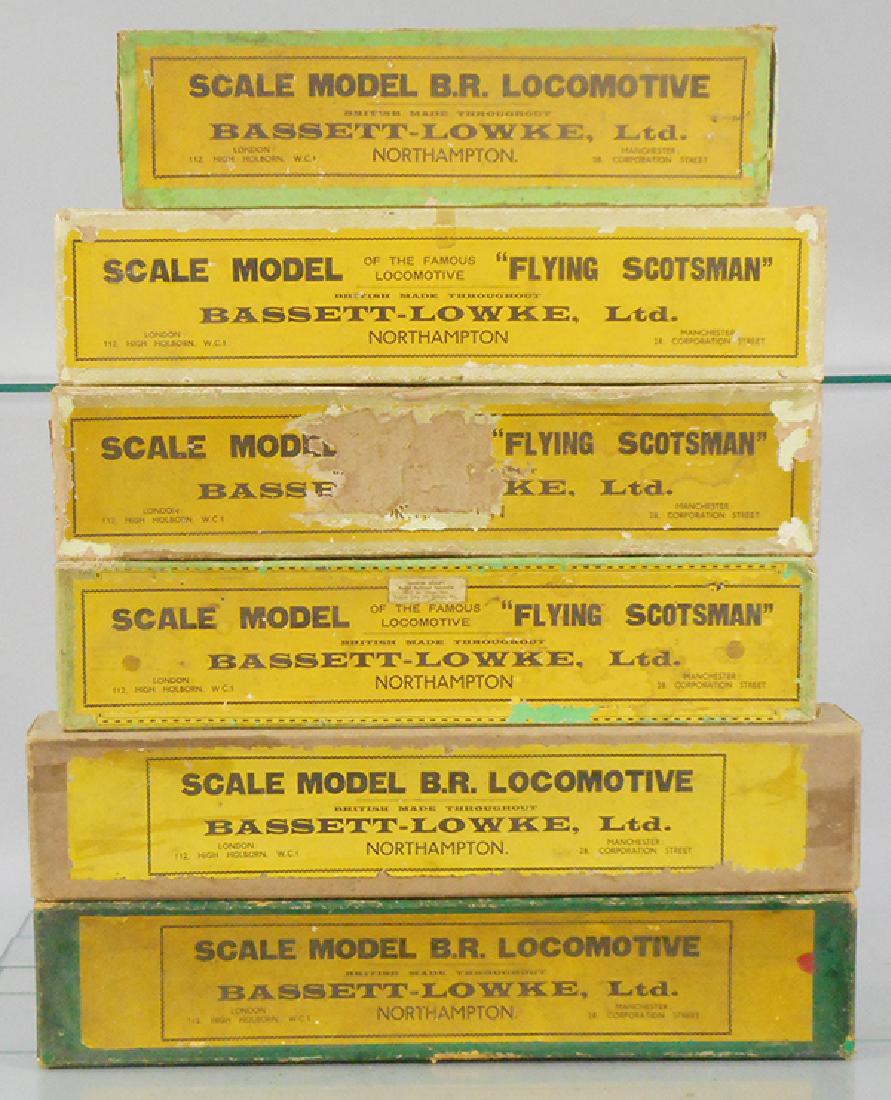 SCALE MODEL B.R. LOCOMOTIVE
BRITISH MADE THROUGHOUT
BASSETT-LOWKE, Ltd.
LONDON : NORTHAMPTON. MANCHESTER :
112, HIGH HOLBORN, W.C.1 28, CORPORATION STREET
SCALE MODEL OF THE FAMOUS LOCOMOTIVE "FLYING SCOTSMAN"
BRITISH MADE THROUGHOUT
BASSETT-LOWKE, Ltd.
LONDON : NORTHAMPTON MANCHESTER :
112, HIGH HOLBORN, W.C.1 28, CORPORATION STREET
SCALE MODEL "FLYING SCOTSMAN"
BASSE KE, Ltd.
LONDON : MANCHESTER :
112, HIGH HOLBORN, W.C.1 28, CORPORATION STREET
SCALE MODEL OF THE FAMOUS LOCOMOTIVE "FLYING SCOTSMAN"
BRITISH MADE THROUGHOUT
BASSETT-LOWKE, Ltd.
LONDON : NORTHAMPTON MANCHESTER :
112, HIGH HOLBORN, W.C.1 28, CORPORATION STREET
SCALE MODEL B.R. LOCOMOTIVE
BRITISH MADE THROUGHOUT
BASSETT-LOWKE, Ltd.
LONDON : NORTHAMPTON. MANCHESTER :
112, HIGH HOLBORN, W.C.1 28, CORPORATION STREET
SCALE MODEL B.R. LOCOMOTIVE
BRITISH MADE THROUGHOUT
BASSETT-LOWKE, Ltd.
LONDON NORTHAMPTON. MANCHESTER :
112, HIGH HOLBORN, W.C.1 28, CORPORATION STREET